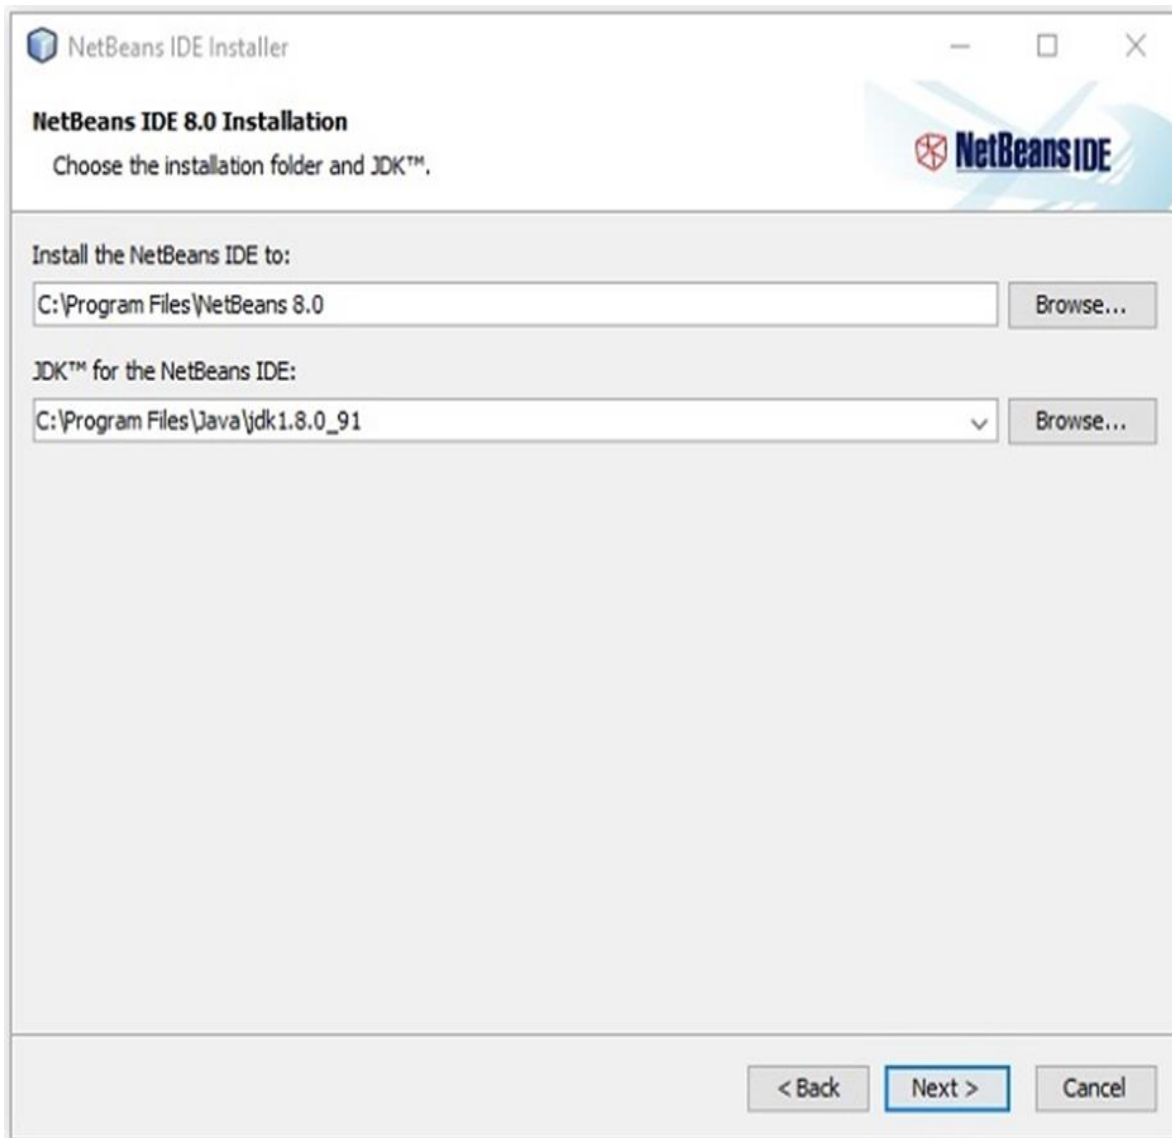 NetBeans IDE Installer
NetBeans IDE 8.0 Installation
Choose the installation folder and JDK™.
NetBeans IDE
Install the NetBeans IDE to:
C:\Program Files\NetBeans 8.0
Browse...
JDK™ for the NetBeans IDE:
C:\Program Files\Java\jdk1.8.0_91
Browse...
< Back
Next >
Cancel